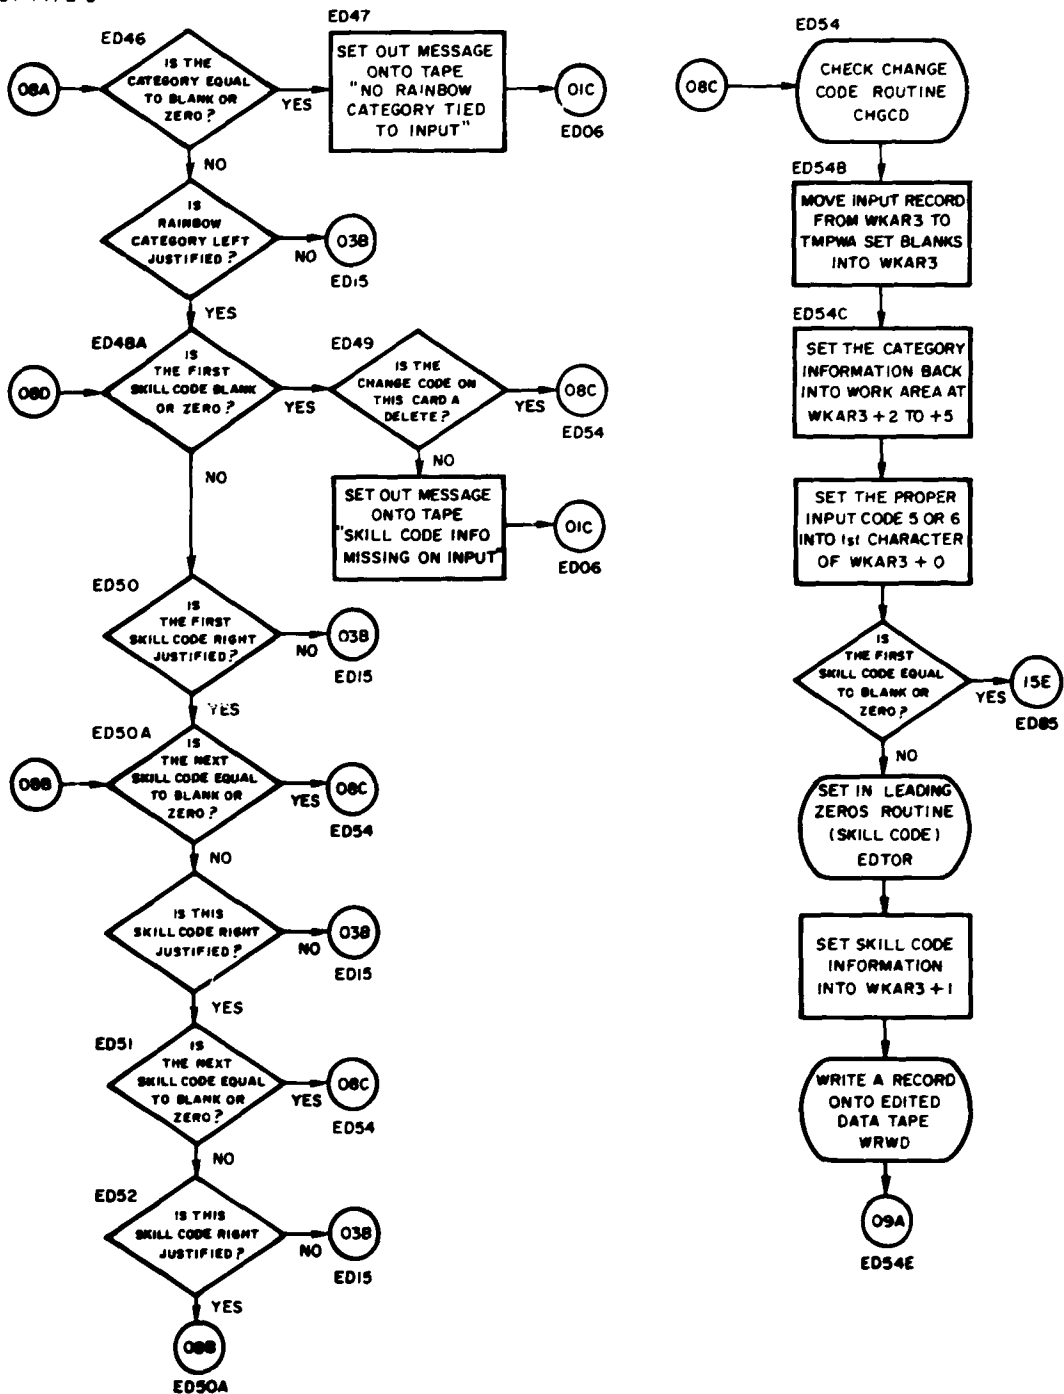 ED46
IS THE
CATEGORY EQUAL
TO BLANK OR
ZERO?
08A
YES
NO
ED47
SET OUT MESSAGE
ONTO TAPE
"NO RAINBOW
CATEGORY TIED
TO INPUT"
01C
ED06
IS
RAINBOW
CATEGORY LEFT
JUSTIFIED?
NO
03B
ED15
YES
ED48A
08D
IS
THE FIRST
SKILL CODE BLANK
OR ZERO?
YES
NO
ED49
IS THE
CHANGE CODE ON
THIS CARD A
DELETE?
YES
08C
ED54
NO
SET OUT MESSAGE
ONTO TAPE
"SKILL CODE INFO
MISSING ON INPUT"
01C
ED06
ED50
IS
THE FIRST
SKILL CODE RIGHT
JUSTIFIED?
NO
03B
ED15
YES
ED50A
08B
IS
THE NEXT
SKILL CODE EQUAL
TO BLANK OR
ZERO?
YES
08C
ED54
NO
IS THIS
SKILL CODE RIGHT
JUSTIFIED?
NO
03B
ED15
YES
ED51
IS
THE NEXT
SKILL CODE EQUAL
TO BLANK OR
ZERO?
YES
08C
ED54
NO
ED52
IS THIS
SKILL CODE RIGHT
JUSTIFIED?
NO
03B
ED15
YES
08B
ED50A
ED54
08C
CHECK CHANGE
CODE ROUTINE
CHGCD
ED54B
MOVE INPUT RECORD
FROM WKAR3 TO
TMPWA SET BLANKS
INTO WKAR3
ED54C
SET THE CATEGORY
INFORMATION BACK
INTO WORK AREA AT
WKAR3 +2 TO +5
SET THE PROPER
INPUT CODE 5 OR 6
INTO 1st CHARACTER
OF WKAR3 + 0
IS
THE FIRST
SKILL CODE EQUAL
TO BLANK OR
ZERO?
YES
15E
ED85
NO
SET IN LEADING
ZEROS ROUTINE
(SKILL CODE)
EDTOR
SET SKILL CODE
INFORMATION
INTO WKAR3 +1
WRITE A RECORD
ONTO EDITED
DATA TAPE
WRWD
09A
ED54E